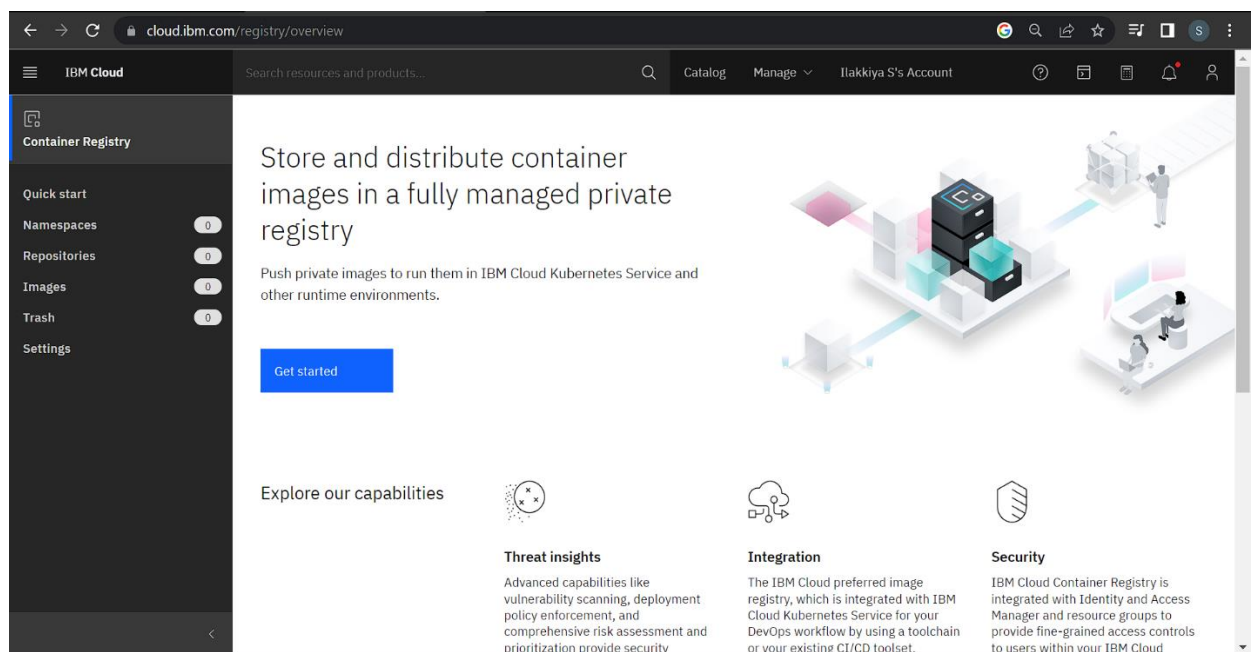 cloud.ibm.com/registry/overview
S
IBM Cloud
Search resources and products...
Catalog
Manage
Ilakkiya S's Account
Container Registry
Quick start
Namespaces 0
Repositories 0
Images 0
Trash 0
Settings
Store and distribute container
images in a fully managed private
registry
Push private images to run them in IBM Cloud Kubernetes Service and
other runtime environments.
Get started
Explore our capabilities
Threat insights
Advanced capabilities like
vulnerability scanning, deployment
policy enforcement, and
comprehensive risk assessment and
prioritization provide security
Integration
The IBM Cloud preferred image
registry, which is integrated with IBM
Cloud Kubernetes Service for your
DevOps workflow by using a toolchain
or your existing CI/CD toolset.
Security
IBM Cloud Container Registry is
integrated with Identity and Access
Manager and resource groups to
provide fine-grained access controls
to users within your IBM Cloud